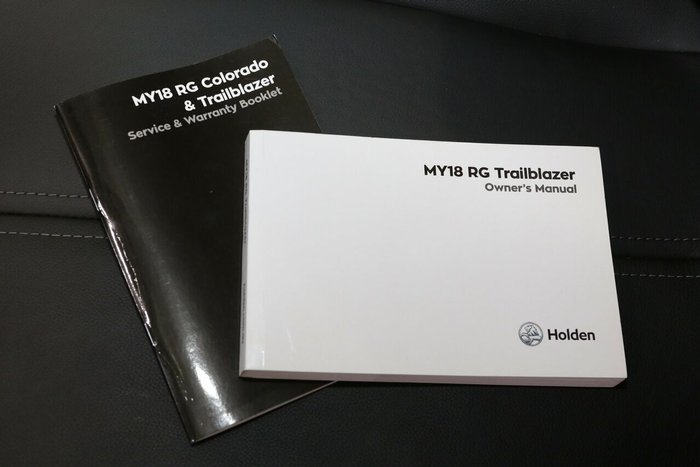 MY18 RG Colorado
& Trailblazer
Service & Warranty Booklet
MY18 RG Trailblazer
Owner's Manual
Holden